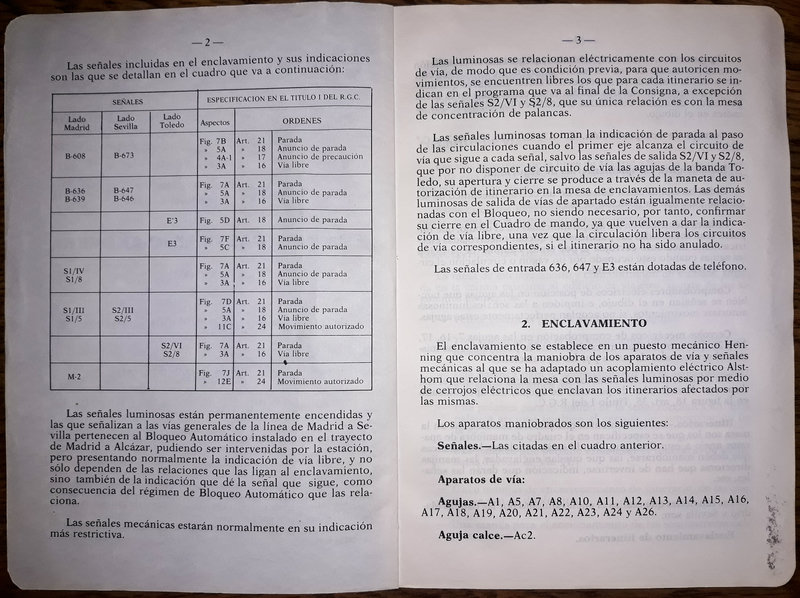 — 2 —
Las señales incluidas en el enclavamiento y sus indicaciones
son las que se detallan en el cuadro que va a continuación:
SEÑALES
ESPECIFICACION EN EL TITULO I DEL R.G.C.
Lado Madrid
Lado Sevilla
Lado Toledo
Aspectos
ORDENES
B-608 B-673
Fig. 7B Art. 21 Parada
» 5A » 18 Anuncio de parada
» 4A-1 » 17 Anuncio de precaución
» 3A » 16 Via libre
B-636 B-647
B-639 B-646
Fig. 7A Art. 21 Parada
» 5A » 18 Anuncio de parada
» 3A » 16 Via libre
E'3 Fig. 5D Art. 18 Anuncio de parada
E3 Fig. 7F Art. 21 Parada
» 5C » 18 Anuncio de parada
S1/IV
S1/8
Fig. 7A Art. 21 Parada
» 5A » 18 Anuncio de parada
» 3A » 16 Via libre
S1/III S2/III
S1/5 S2/5
Fig. 7D Art. 21 Parada
» 5A » 18 Anuncio de parada
» 3A » 16 Via libre
» 11C » 24 Movimiento autorizado
S2/VI
S2/8
Fig. 7A Art. 21 Parada
» 3A » 16 Via libre
M-2
Fig. 7J Art. 21 Parada
» 12E » 24 Movimiento autorizado
Las señales luminosas están permanentemente encendidas y
las que señalizan a las vías generales de la línea de Madrid a Se-
villa pertenecen al Bloqueo Automático instalado en el trayecto
de Madrid a Alcázar, pudiendo ser intervenidas por la estación,
pero presentando normalmente la indicación de vía libre, y no
sólo dependen de las relaciones que las ligan al enclavamiento,
sino también de la indicación que dé la señal que sigue, como
consecuencia del régimen de Bloqueo Automático que las rela-
ciona.
Las señales mecánicas estarán normalmente en su indicación
más restrictiva.
— 3 —
Las luminosas se relacionan eléctricamente con los circuitos
de vía, de modo que es condición previa, para que autoricen mo-
vimientos, se encuentren libres los que para cada itinerario se in-
dican en el programa que va al final de la Consigna, a excepción
de las señales S2/VI y S2/8, que su única relación es con la mesa
de concentración de palancas.
Las señales luminosas toman la indicación de parada al paso
de las circulaciones cuando el primer eje alcanza el circuito de
vía que sigue a cada señal, salvo las señales de salida S2/VI y S2/8,
que por no disponer de circuito de vía las agujas de la banda To-
ledo, su apertura y cierre se produce a través de la maneta de au-
torización de itinerario en la mesa de enclavamientos. Las demás
luminosas de salida de vías de apartado están igualmente relacio-
nadas con el Bloqueo, no siendo necesario, por tanto, confirmar
su cierre en el Cuadro de mando, ya que vuelven a dar la indica-
ción de vía libre, una vez que la circulación libera los circuitos
de vía correspondientes, si el itinerario no ha sido anulado.
Las señales de entrada 636, 647 y E3 están dotadas de teléfono.
2. ENCLAVAMIENTO
El enclavamiento se establece en un puesto mecánico Hen-
ning que concentra la maniobra de los aparatos de vía y señales
mecánicas al que se ha adaptado un acoplamiento eléctrico Alst-
hom que relaciona la mesa con las señales luminosas por medio
de cerrojos eléctricos que enclavan los itinerarios afectados por
las mismas.
Los aparatos maniobrados son los siguientes:
Señales.—Las citadas en el cuadro anterior.
Aparatos de vía:
Agujas.—A1, A5, A7, A8, A10, A11, A12, A13, A14, A15, A16,
A17, A18, A19, A20, A21, A22, A23, A24 y A26.
Aguja calce.—Ac2.